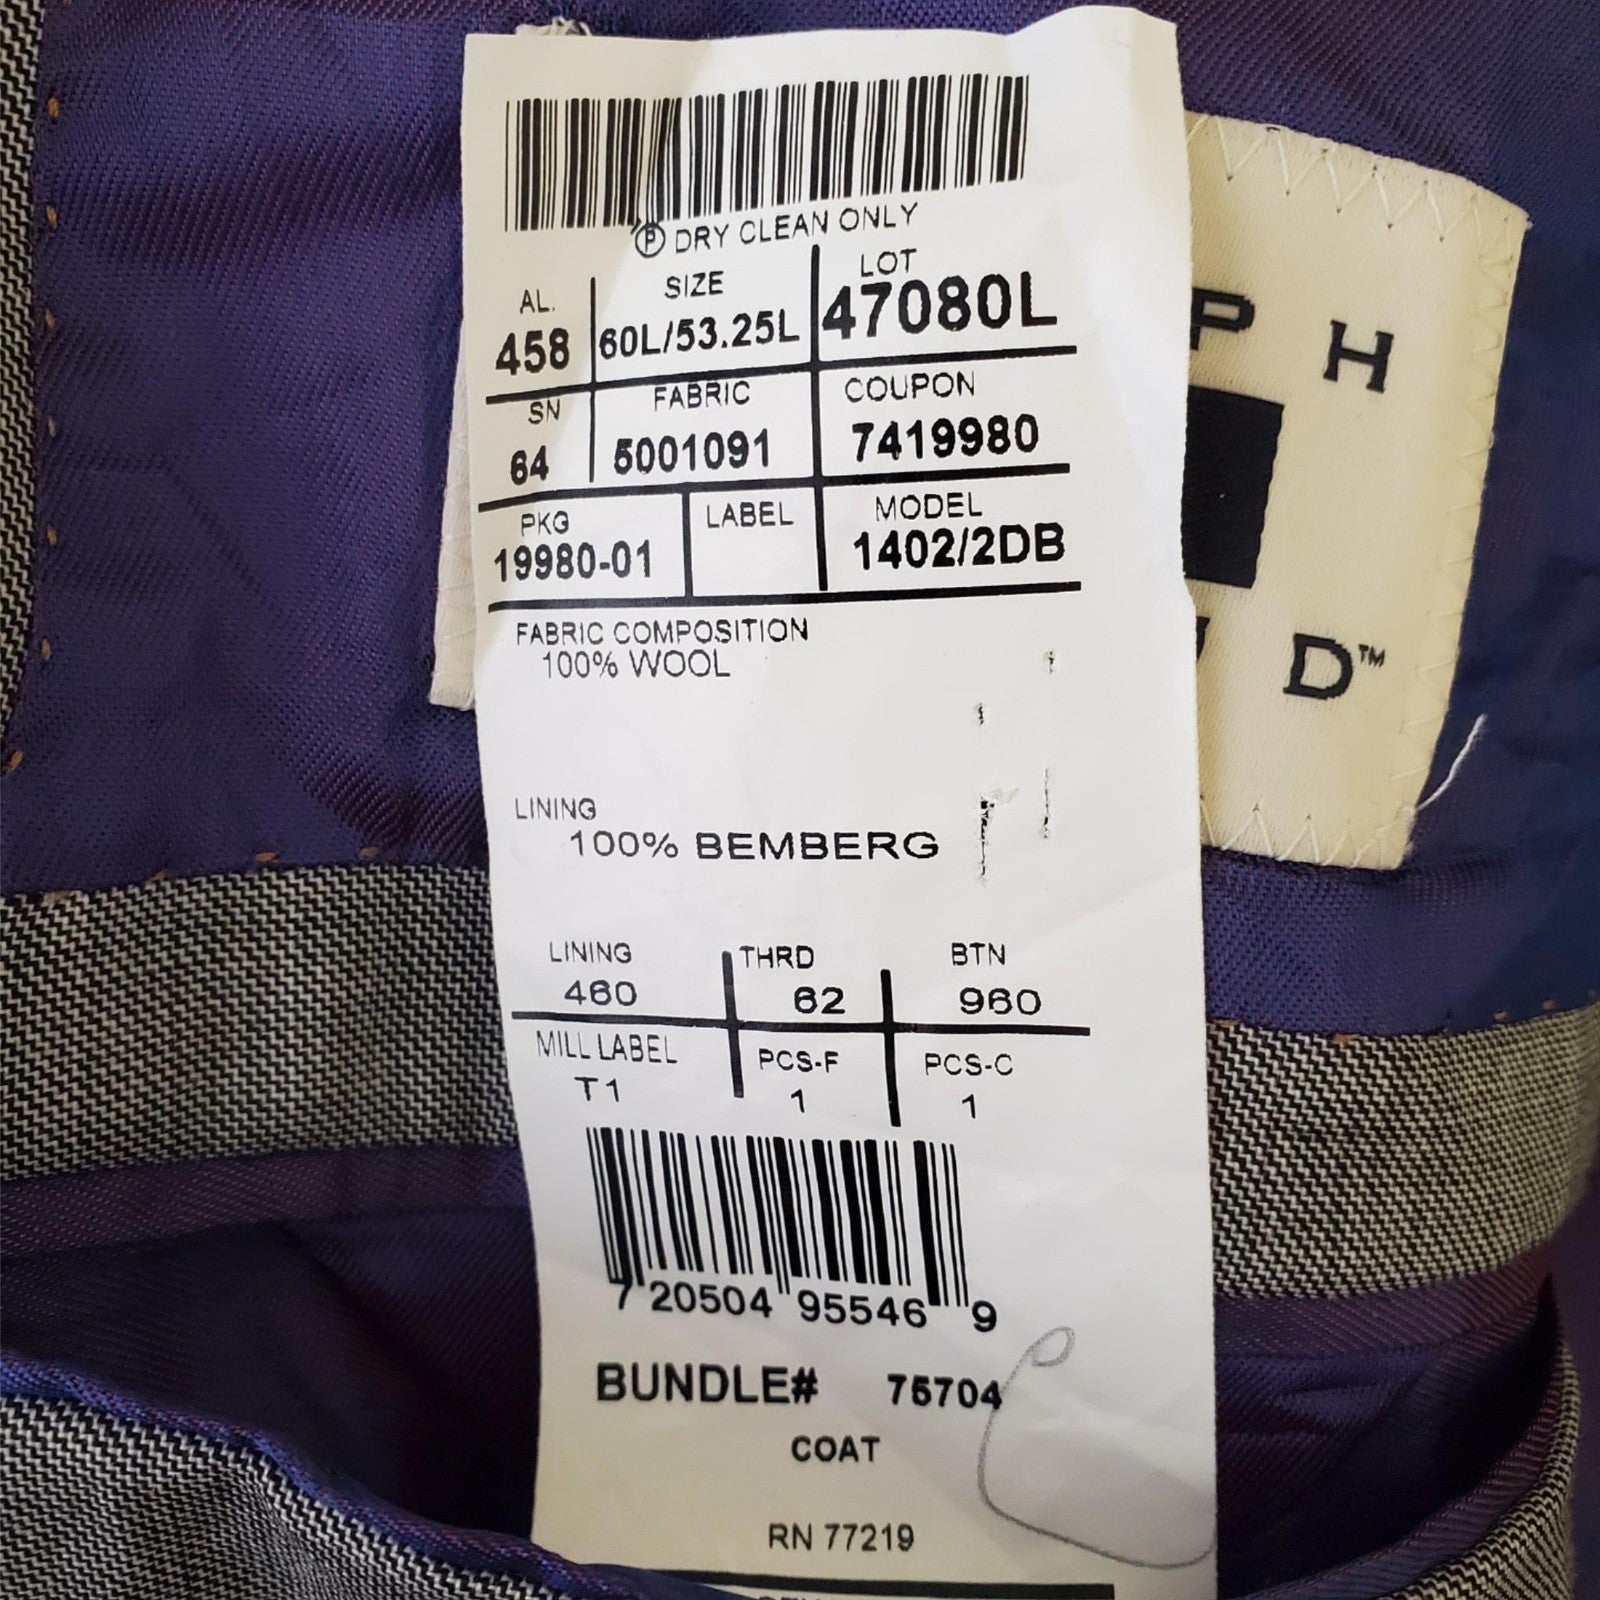 Ⓟ DRY CLEAN ONLY
AL. SIZE LOT
458 60L/53.25L 47080L
SN FABRIC COUPON
64 5001091 7419980
PKG LABEL MODEL
19980-01 1402/2DB
FABRIC COMPOSITION
100% WOOL
LINING
100% BEMBERG
LINING THRD BTN
460 62 960
MILL LABEL PCS-F PCS-C
T1 1 1
7 20504 95546 9
BUNDLE# 75704
COAT
RN 77219
P H
D™